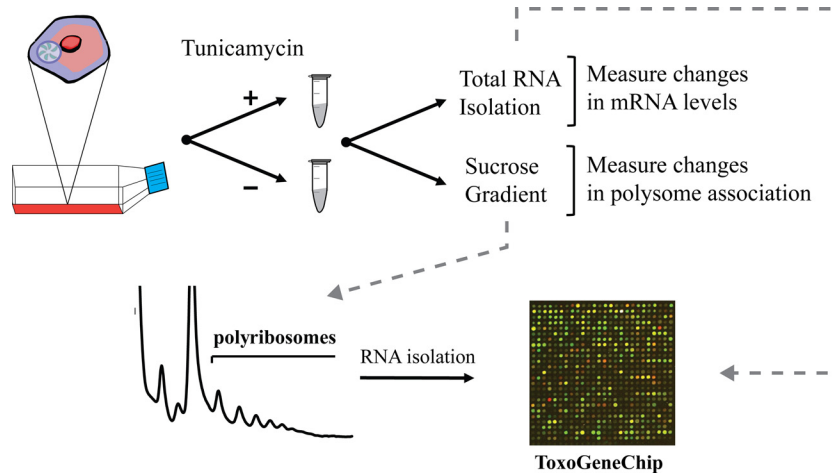 Tunicamycin
+
−
Total RNA
Isolation
Measure changes
in mRNA levels
Sucrose
Gradient
Measure changes
in polysome association
polyribosomes
RNA isolation
ToxoGeneChip